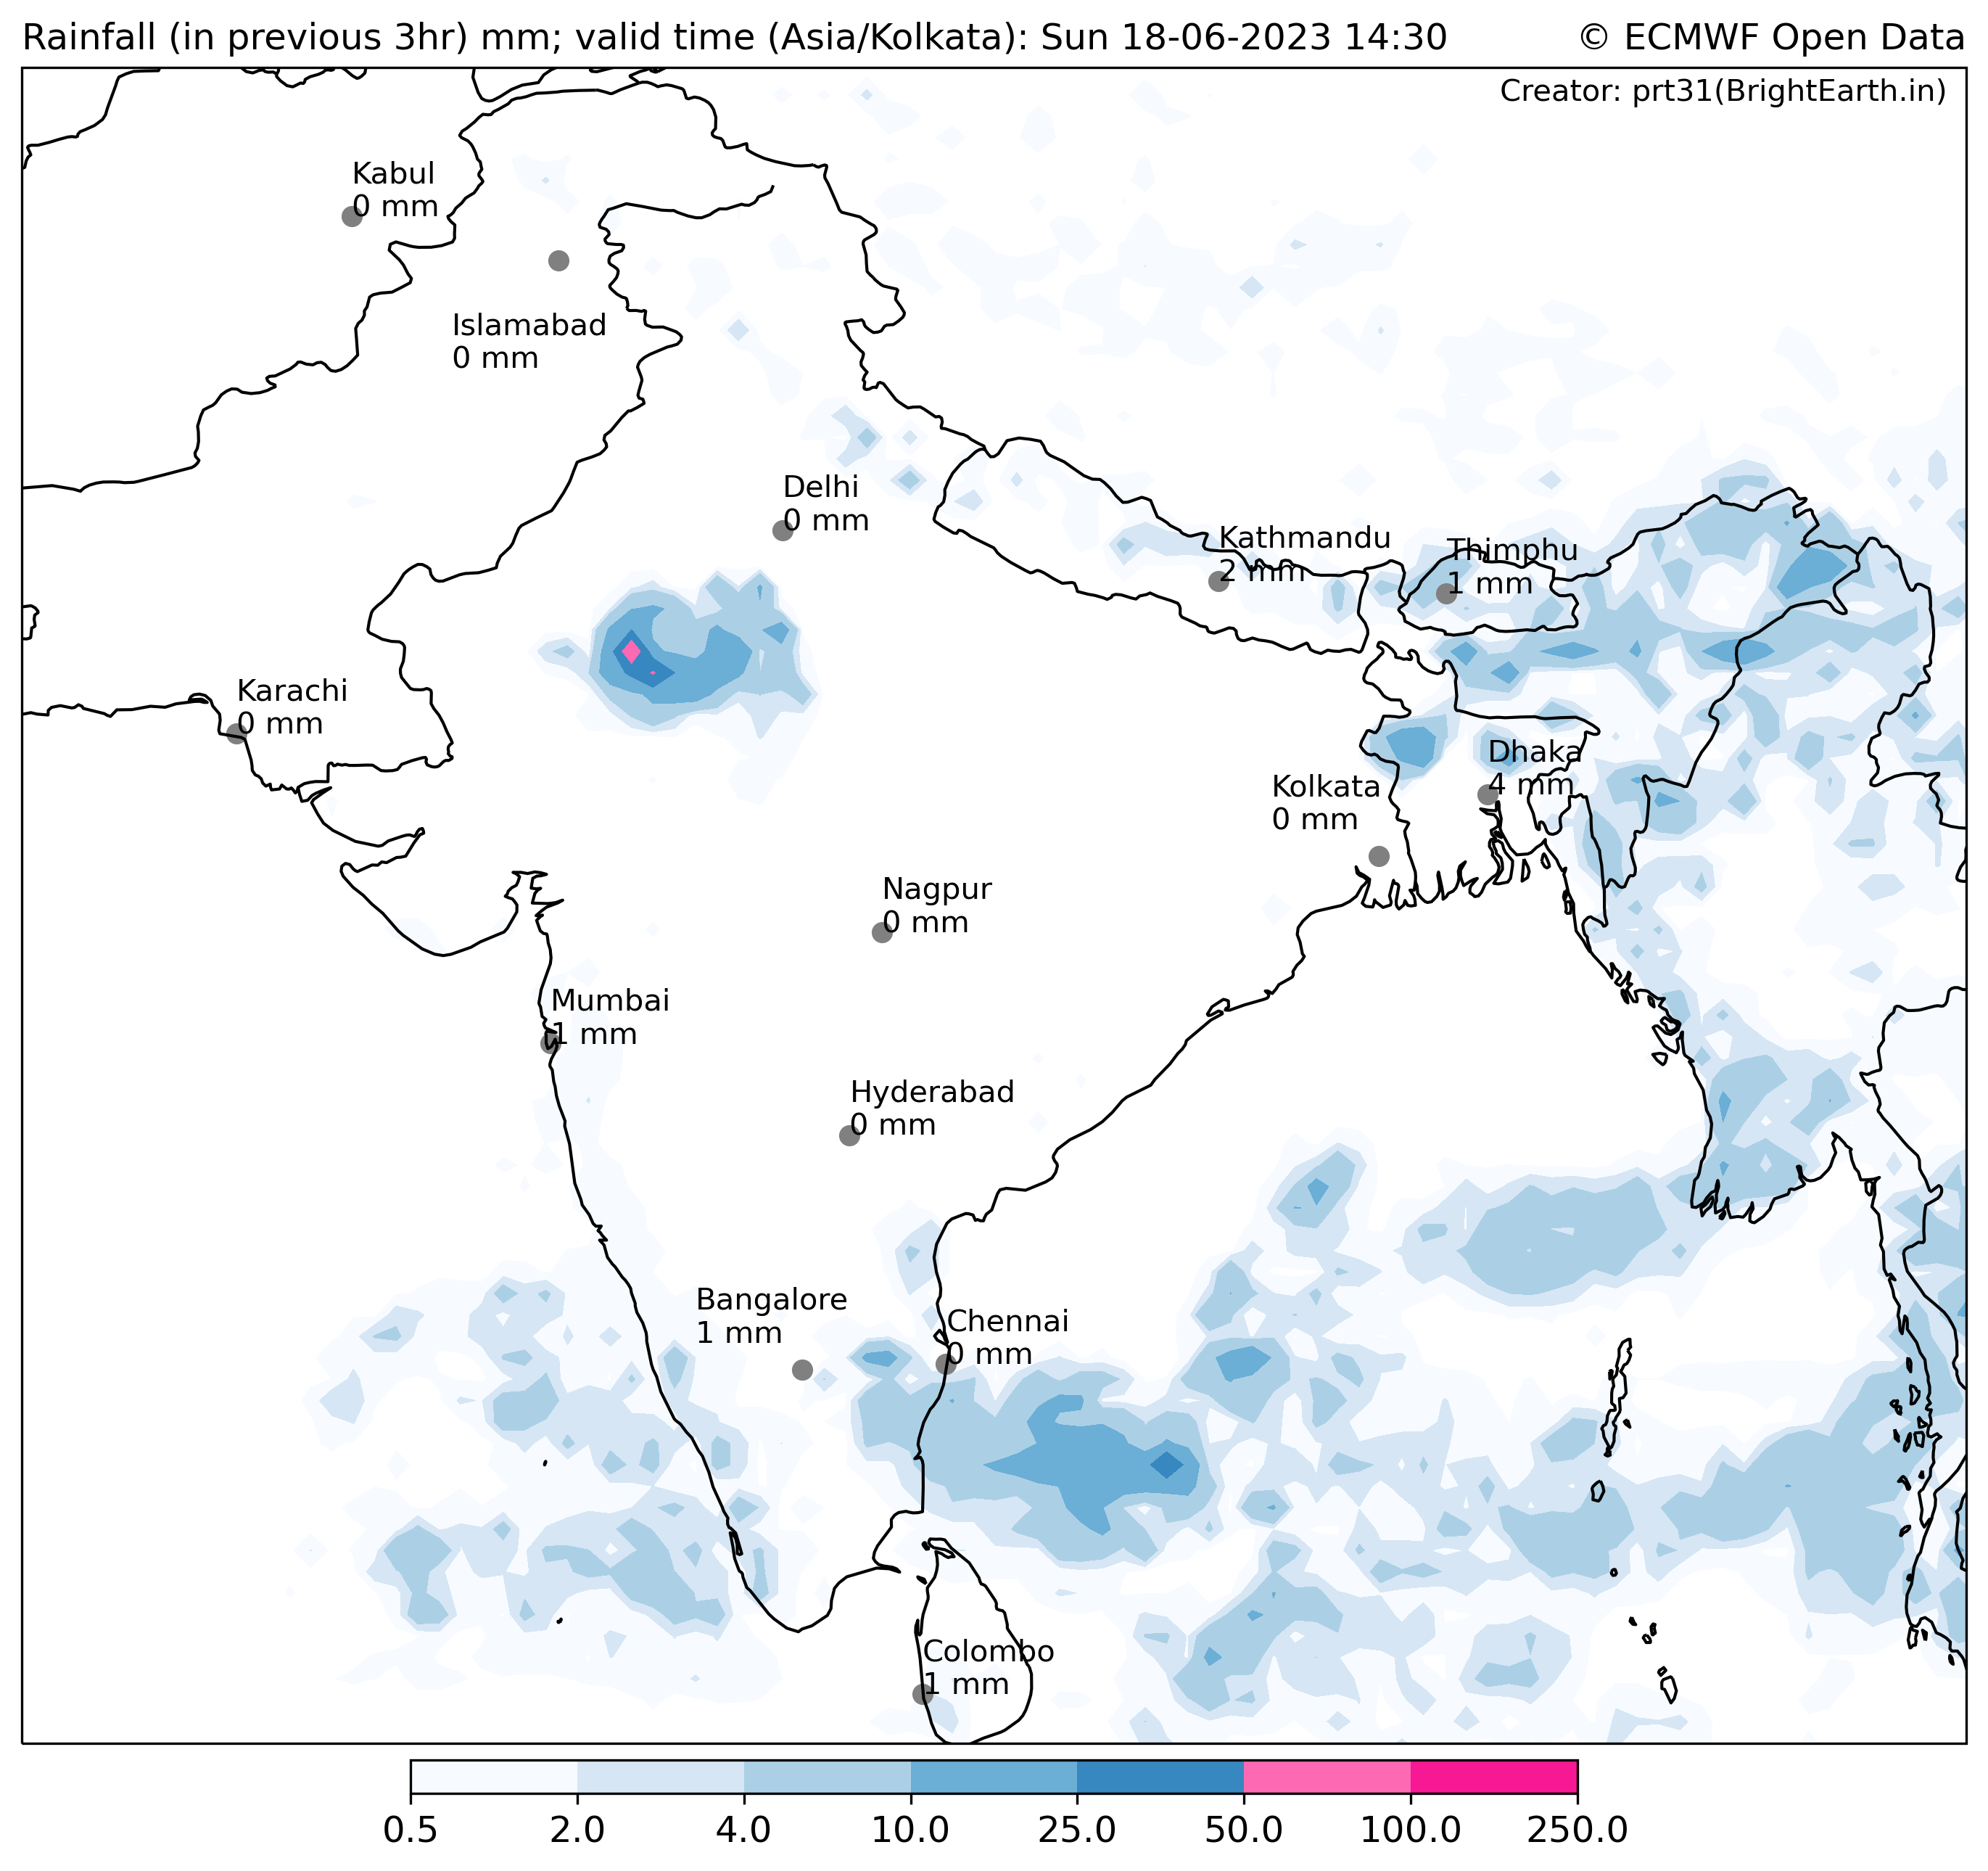 Rainfall (in previous 3hr) mm; valid time (Asia/Kolkata): Sun 18-06-2023 14:30
© ECMWF Open Data
Creator: prt31(BrightEarth.in)
Kabul
0 mm
Islamabad
0 mm
Delhi
0 mm
Kathmandu
2 mm
Thimphu
1 mm
Karachi
0 mm
Dhaka
4 mm
Kolkata
0 mm
Nagpur
0 mm
Mumbai
1 mm
Hyderabad
0 mm
Bangalore
1 mm
Chennai
0 mm
Colombo
1 mm
0.5 2.0 4.0 10.0 25.0 50.0 100.0 250.0